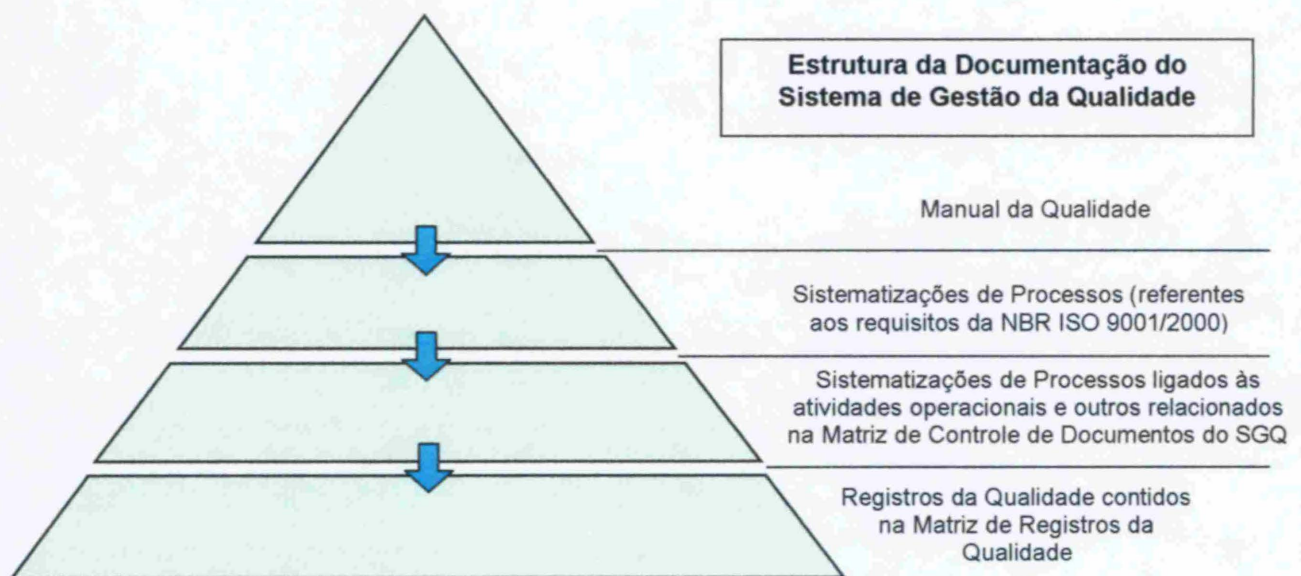 Estrutura da Documentação do
Sistema de Gestão da Qualidade
Manual da Qualidade
Sistematizações de Processos (referentes
aos requisitos da NBR ISO 9001/2000)
Sistematizações de Processos ligados às
atividades operacionais e outros relacionados
na Matriz de Controle de Documentos do SGQ
Registros da Qualidade contidos
na Matriz de Registros da
Qualidade